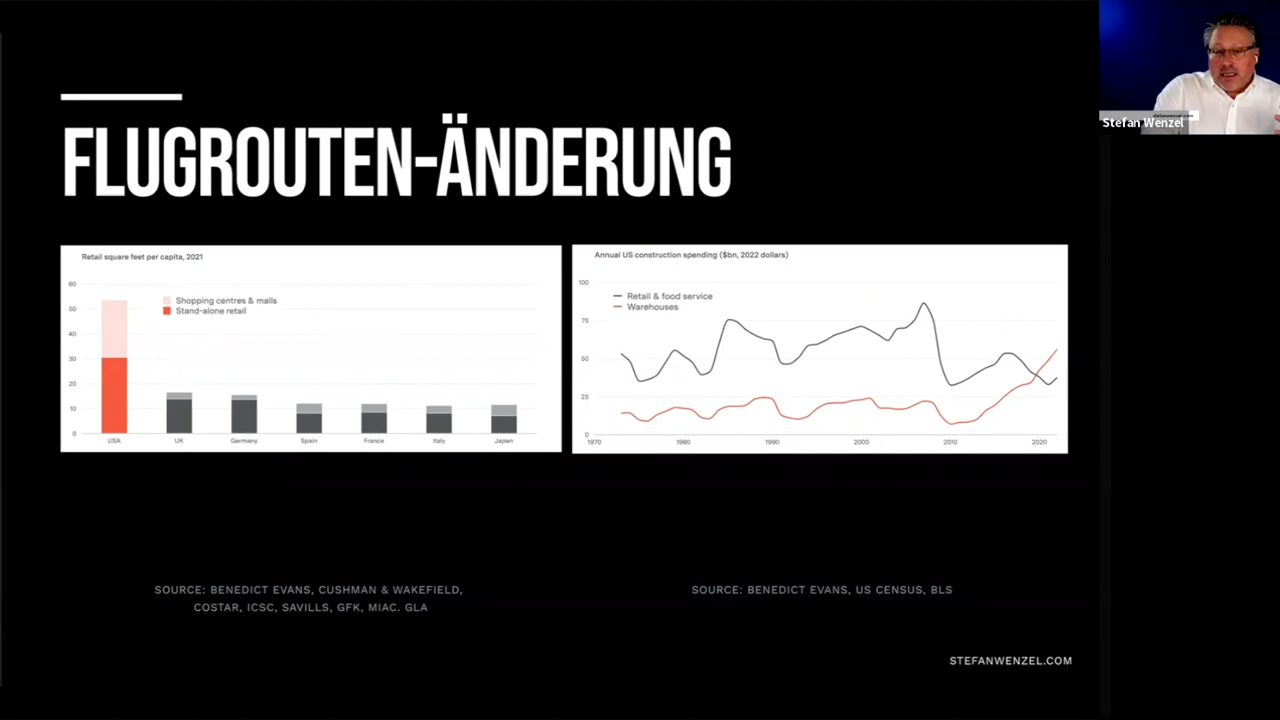 Stefan Wenzel
FLUGROUTEN-ÄNDERUNG
Retail square feet per capita, 2021
60
50
40
30
20
10
0
Shopping centres & malls
Stand-alone retail
USA UK Germany Spain France Italy Japan
Annual US construction spending ($bn, 2022 dollars)
100
75
50
25
0
Retail & food service
Warehouses
1970 1980 1990 2000 2010 2020
SOURCE: BENEDICT EVANS, CUSHMAN & WAKEFIELD,
COSTAR, ICSC, SAVILLS, GFK, MIAC. GLA
SOURCE: BENEDICT EVANS, US CENSUS, BLS
STEFANWENZEL.COM